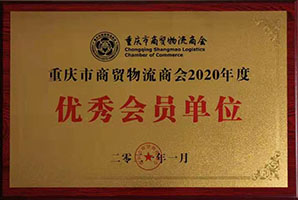 重庆市商贸物流商会
Chongqing Shangmao Logistics
Chamber of Commerce
重庆市商贸物流商会2020年度
优秀会员单位
二零 年一月